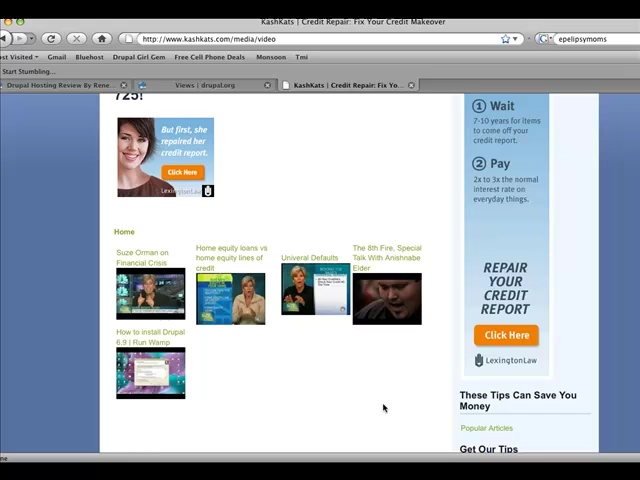 KashKats | Credit Repair: Fix Your Credit Makeover
http://www.kashkats.com/media/video
epelipsymoms
st Visited
Gmail
Bluehost
Drupal Girl Gem
Free Cell Phone Deals
Monsoon
Tmi
Start Stumbling...
Drupal Hosting Review By Rene...
Views | drupal.org
KashKats | Credit Repair: Fix Yo...
725!
But first, she
repaired her
credit report.
Click Here
LexingtonLaw
Home
Suze Orman on
Financial Crisis
Home equity loans vs
home equity lines of
credit
Univeral Defaults
The 8th Fire, Special
Talk With Anishnabe
Elder
How to install Drupal
6.9 | Run Wamp
1 Wait
7-10 years for items
to come off your
credit report.
2 Pay
2x to 3x the normal
interest rate on
everyday things.
REPAIR
YOUR
CREDIT
REPORT
Click Here
LexingtonLaw
These Tips Can Save You
Money
Popular Articles
Get Our Tips
ne